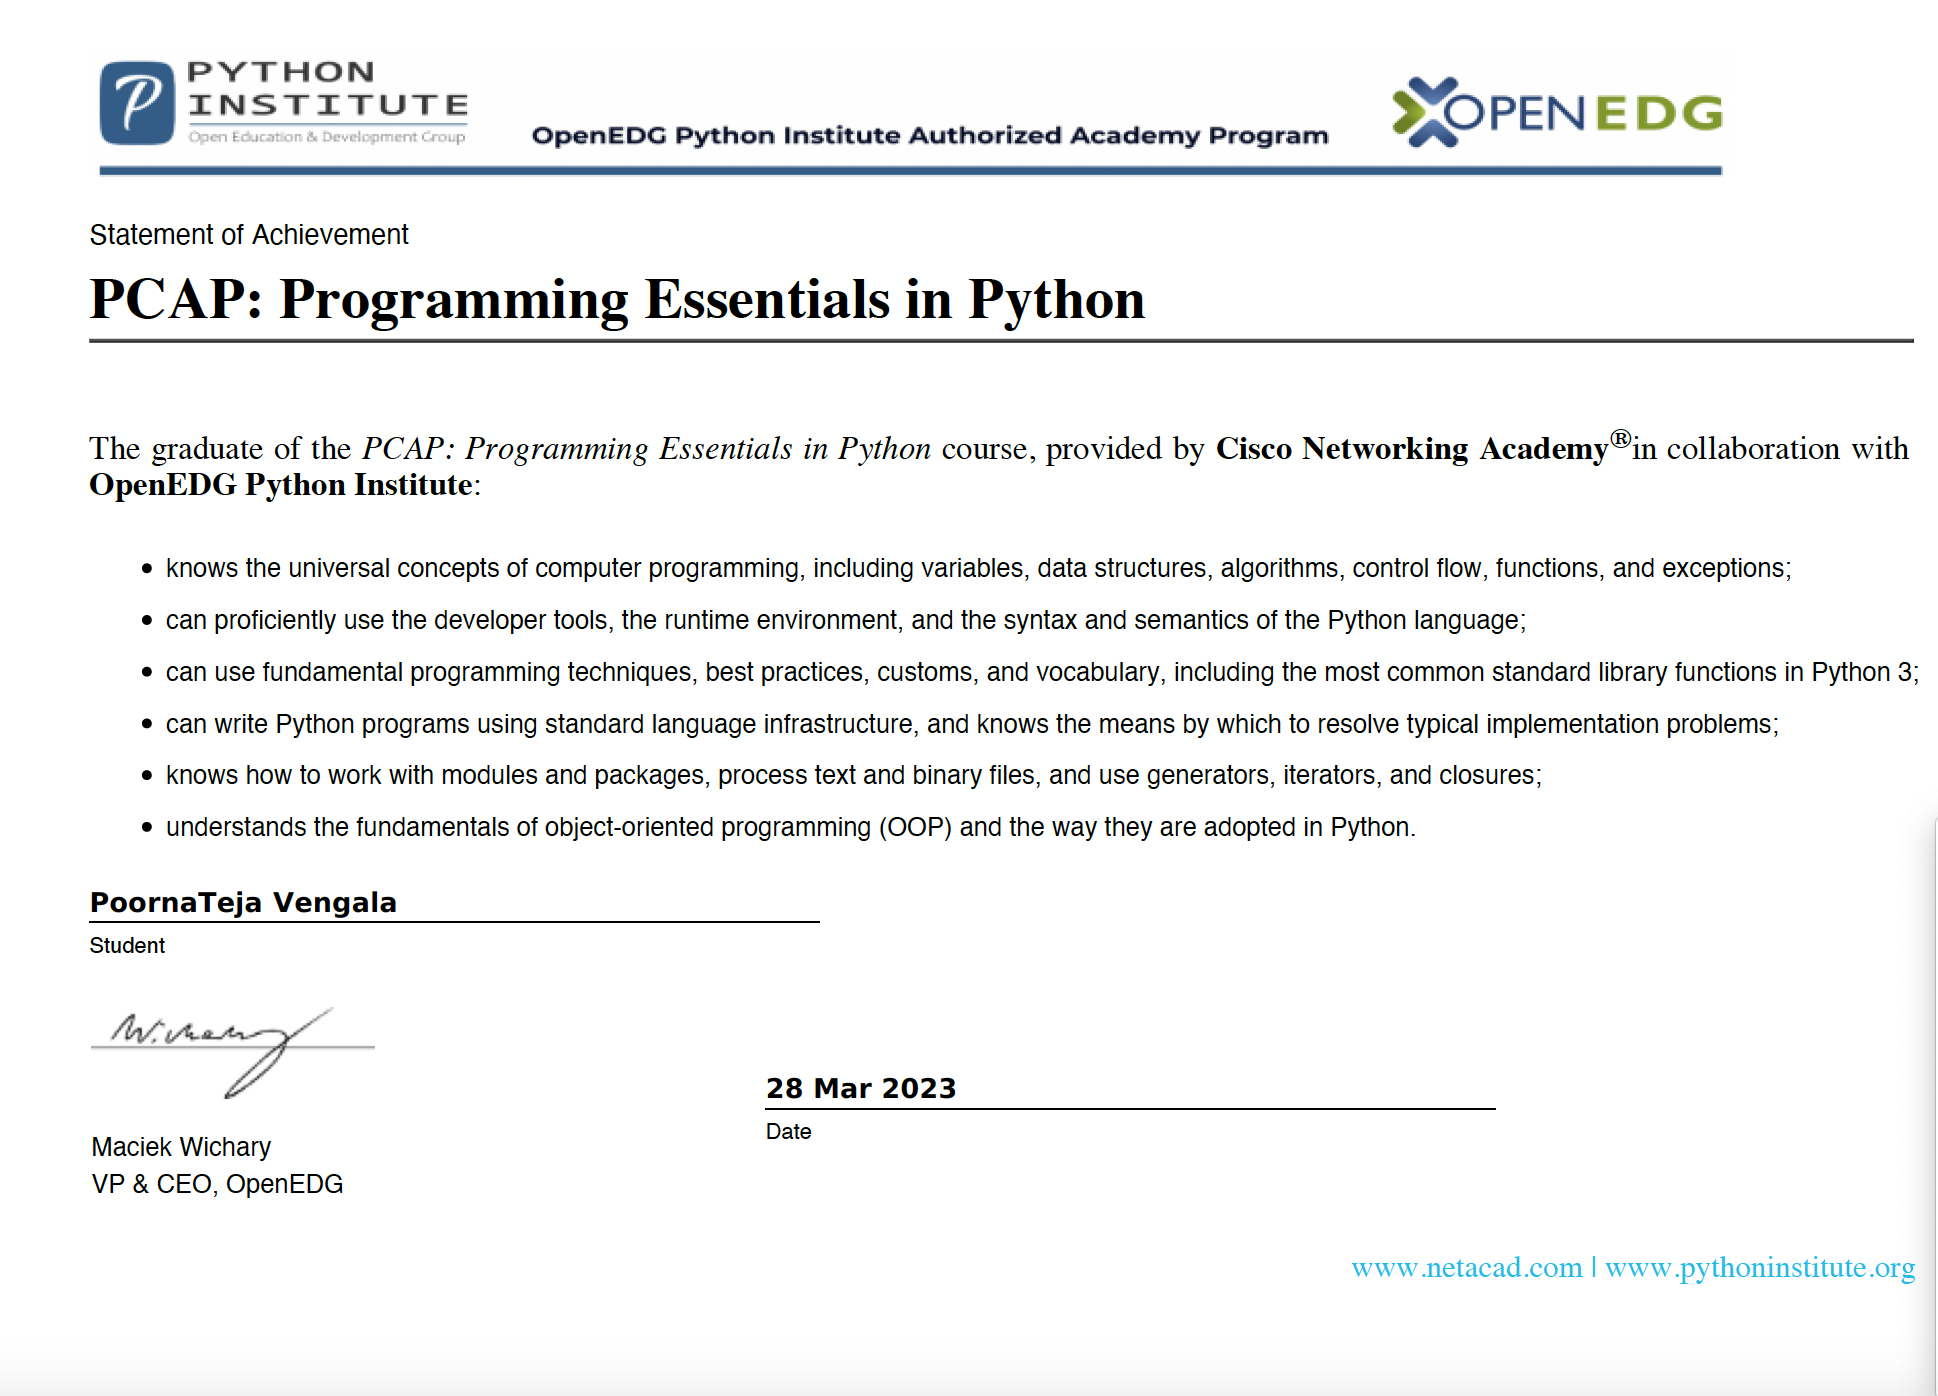 PYTHON
INSTITUTE
Open Education & Development Group
OpenEDG Python Institute Authorized Academy Program
OPENEDG
Statement of Achievement
PCAP: Programming Essentials in Python
The graduate of the PCAP: Programming Essentials in Python course, provided by Cisco Networking Academy®in collaboration with
OpenEDG Python Institute:
• knows the universal concepts of computer programming, including variables, data structures, algorithms, control flow, functions, and exceptions;
• can proficiently use the developer tools, the runtime environment, and the syntax and semantics of the Python language;
• can use fundamental programming techniques, best practices, customs, and vocabulary, including the most common standard library functions in Python 3;
• can write Python programs using standard language infrastructure, and knows the means by which to resolve typical implementation problems;
• knows how to work with modules and packages, process text and binary files, and use generators, iterators, and closures;
• understands the fundamentals of object-oriented programming (OOP) and the way they are adopted in Python.
PoornaTeja Vengala
Student
W.chary
28 Mar 2023
Date
Maciek Wichary
VP & CEO, OpenEDG
www.netacad.com | www.pythoninstitute.org